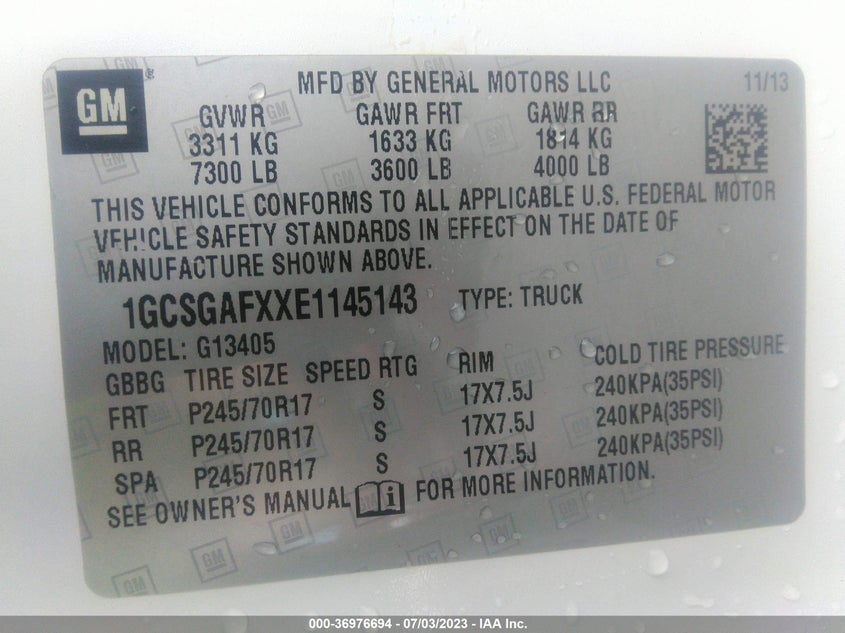 GM ® MFD BY GENERAL MOTORS LLC 11/13
GVWR GAWR FRT GAWR RR
3311 KG 1633 KG 1814 KG
7300 LB 3600 LB 4000 LB
THIS VEHICLE CONFORMS TO ALL APPLICABLE U.S. FEDERAL MOTOR
VEHICLE SAFETY STANDARDS IN EFFECT ON THE DATE OF
MANUFACTURE SHOWN ABOVE.
1GCSGAFXXE1145143 TYPE: TRUCK
MODEL: G13405
GBBG TIRE SIZE SPEED RTG RIM COLD TIRE PRESSURE
FRT P245/70R17 S 17X7.5J 240KPA(35PSI)
RR P245/70R17 S 17X7.5J 240KPA(35PSI)
SPA P245/70R17 S 17X7.5J 240KPA(35PSI)
SEE OWNER'S MANUAL i FOR MORE INFORMATION.
000-36976694 - 07/03/2023 - IAA Inc.